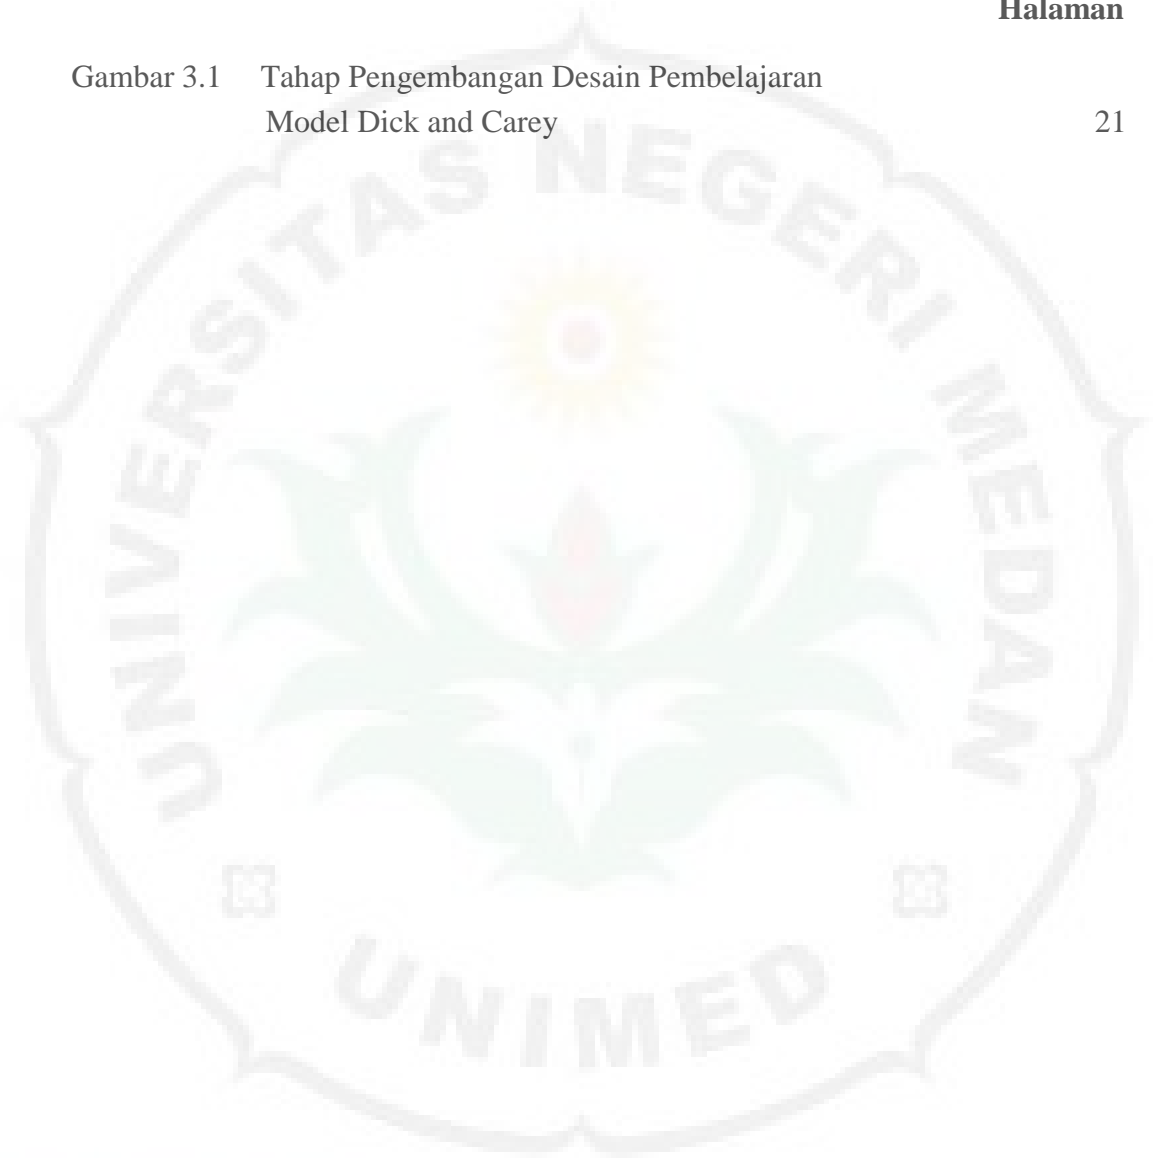 Halaman
Gambar 3.1 Tahap Pengembangan Desain Pembelajaran
Model Dick and Carey 21
UNIVERSITAS NEGERI MEDAN
UNIMED